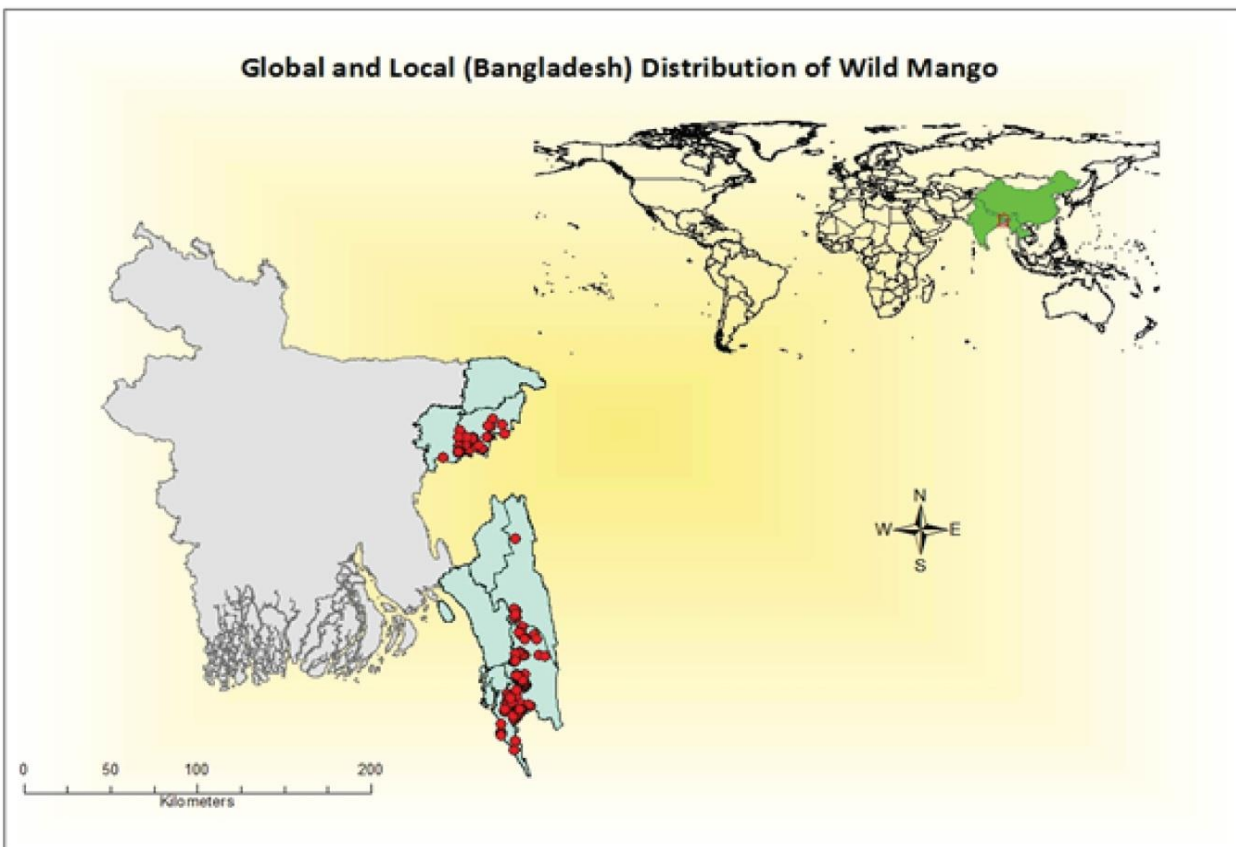 Global and Local (Bangladesh) Distribution of Wild Mango
N
W E
S
0 50 100 200
Kilometers